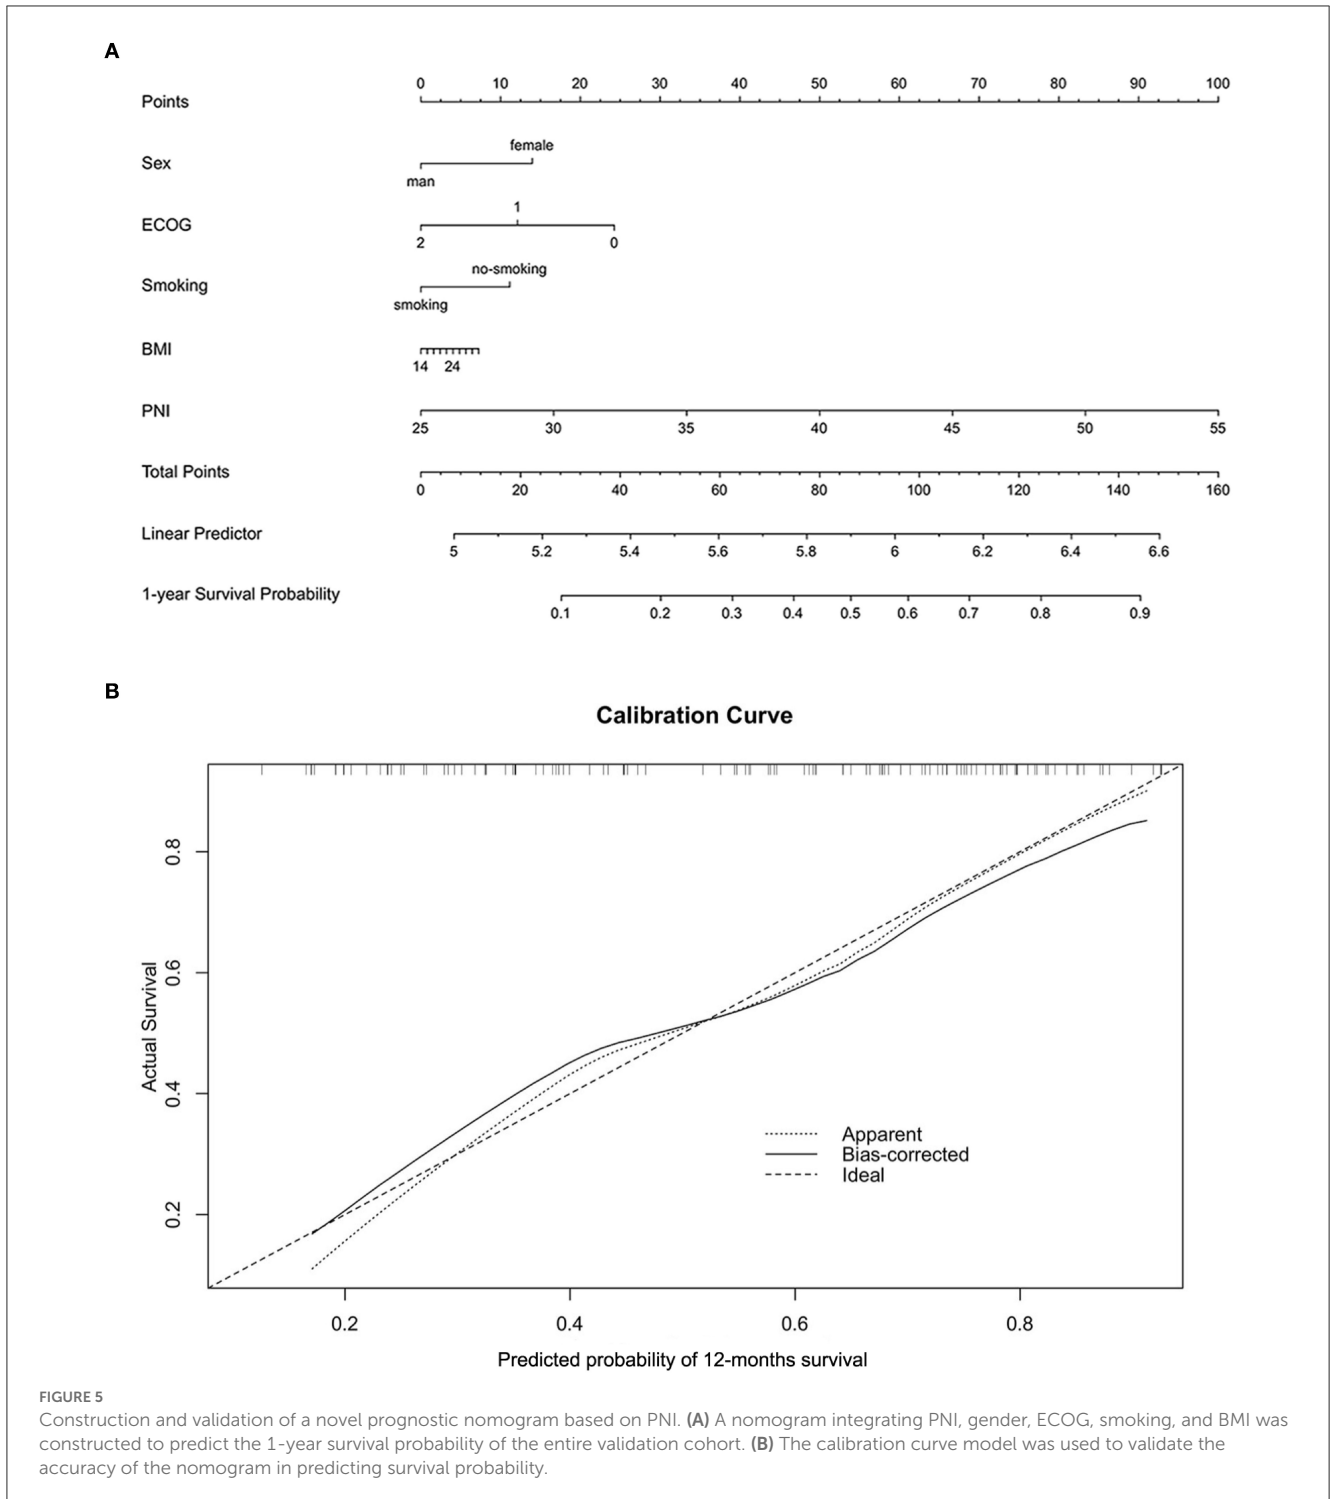 A
0 10 20 30 40 50 60 70 80 90 100
Points
female
Sex
man
1
ECOG
2 0
no-smoking
Smoking
smoking
BMI
14 24
PNI
25 30 35 40 45 50 55
Total Points
0 20 40 60 80 100 120 140 160
Linear Predictor
5 5.2 5.4 5.6 5.8 6 6.2 6.4 6.6
1-year Survival Probability
0.1 0.2 0.3 0.4 0.5 0.6 0.7 0.8 0.9
B
Calibration Curve
0.8
0.6
Actual Survival
0.4
0.2
Apparent
Bias-corrected
Ideal
0.2 0.4 0.6 0.8
Predicted probability of 12-months survival
FIGURE 5
Construction and validation of a novel prognostic nomogram based on PNI. (A) A nomogram integrating PNI, gender, ECOG, smoking, and BMI was
constructed to predict the 1-year survival probability of the entire validation cohort. (B) The calibration curve model was used to validate the
accuracy of the nomogram in predicting survival probability.